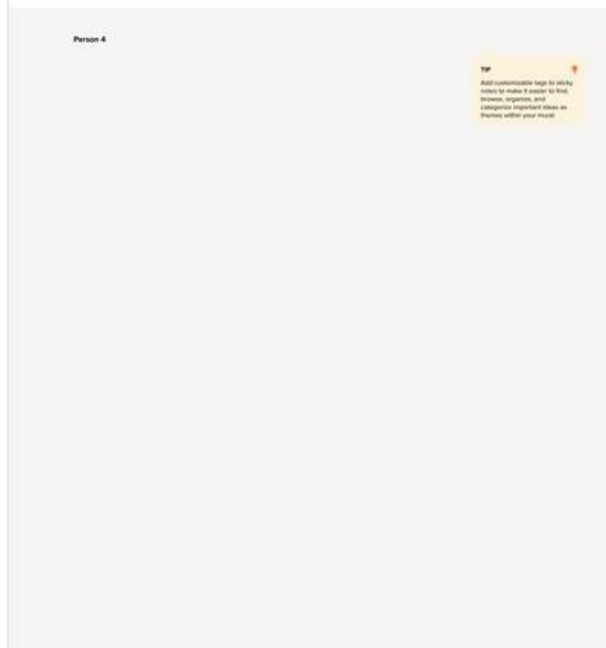 Person 4
TIP
Add customizable tags to sticky
notes to make it easier to find,
browse, organize, and
categorize important ideas as
themes within your mural.